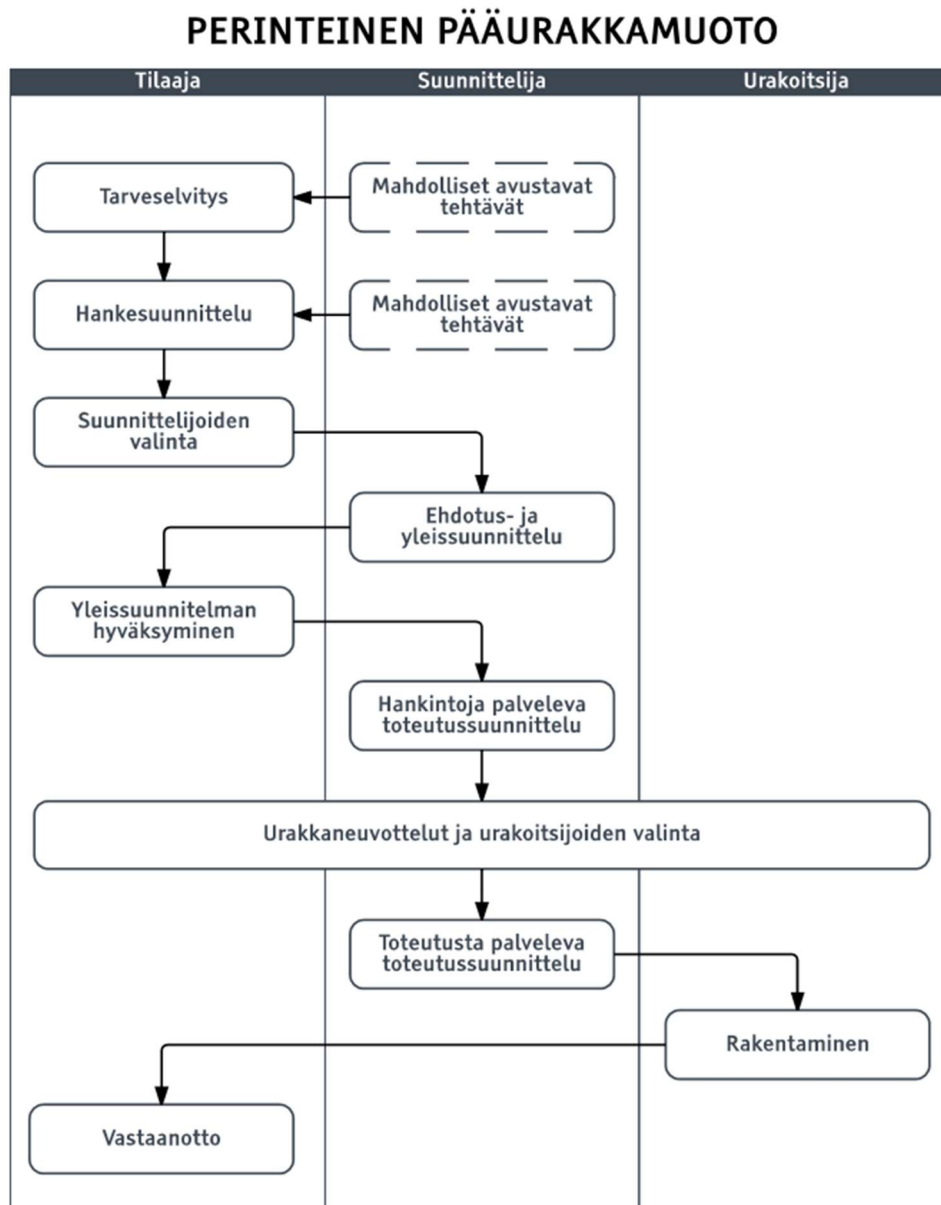 PERINTEINEN PÄÄURAKKAMUOTO
Tilaaja
Suunnittelija
Urakoitsija
Tarveselvitys
Mahdolliset avustavat
tehtävät
Hankesuunnittelu
Mahdolliset avustavat
tehtävät
Suunnittelijoiden
valinta
Ehdotus- ja
yleissuunnittelu
Yleissuunnitelman
hyväksyminen
Hankintoja palveleva
toteutussuunnittelu
Urakkaneuvottelut ja urakoitsijoiden valinta
Toteutusta palveleva
toteutussuunnittelu
Rakentaminen
Vastaanotto